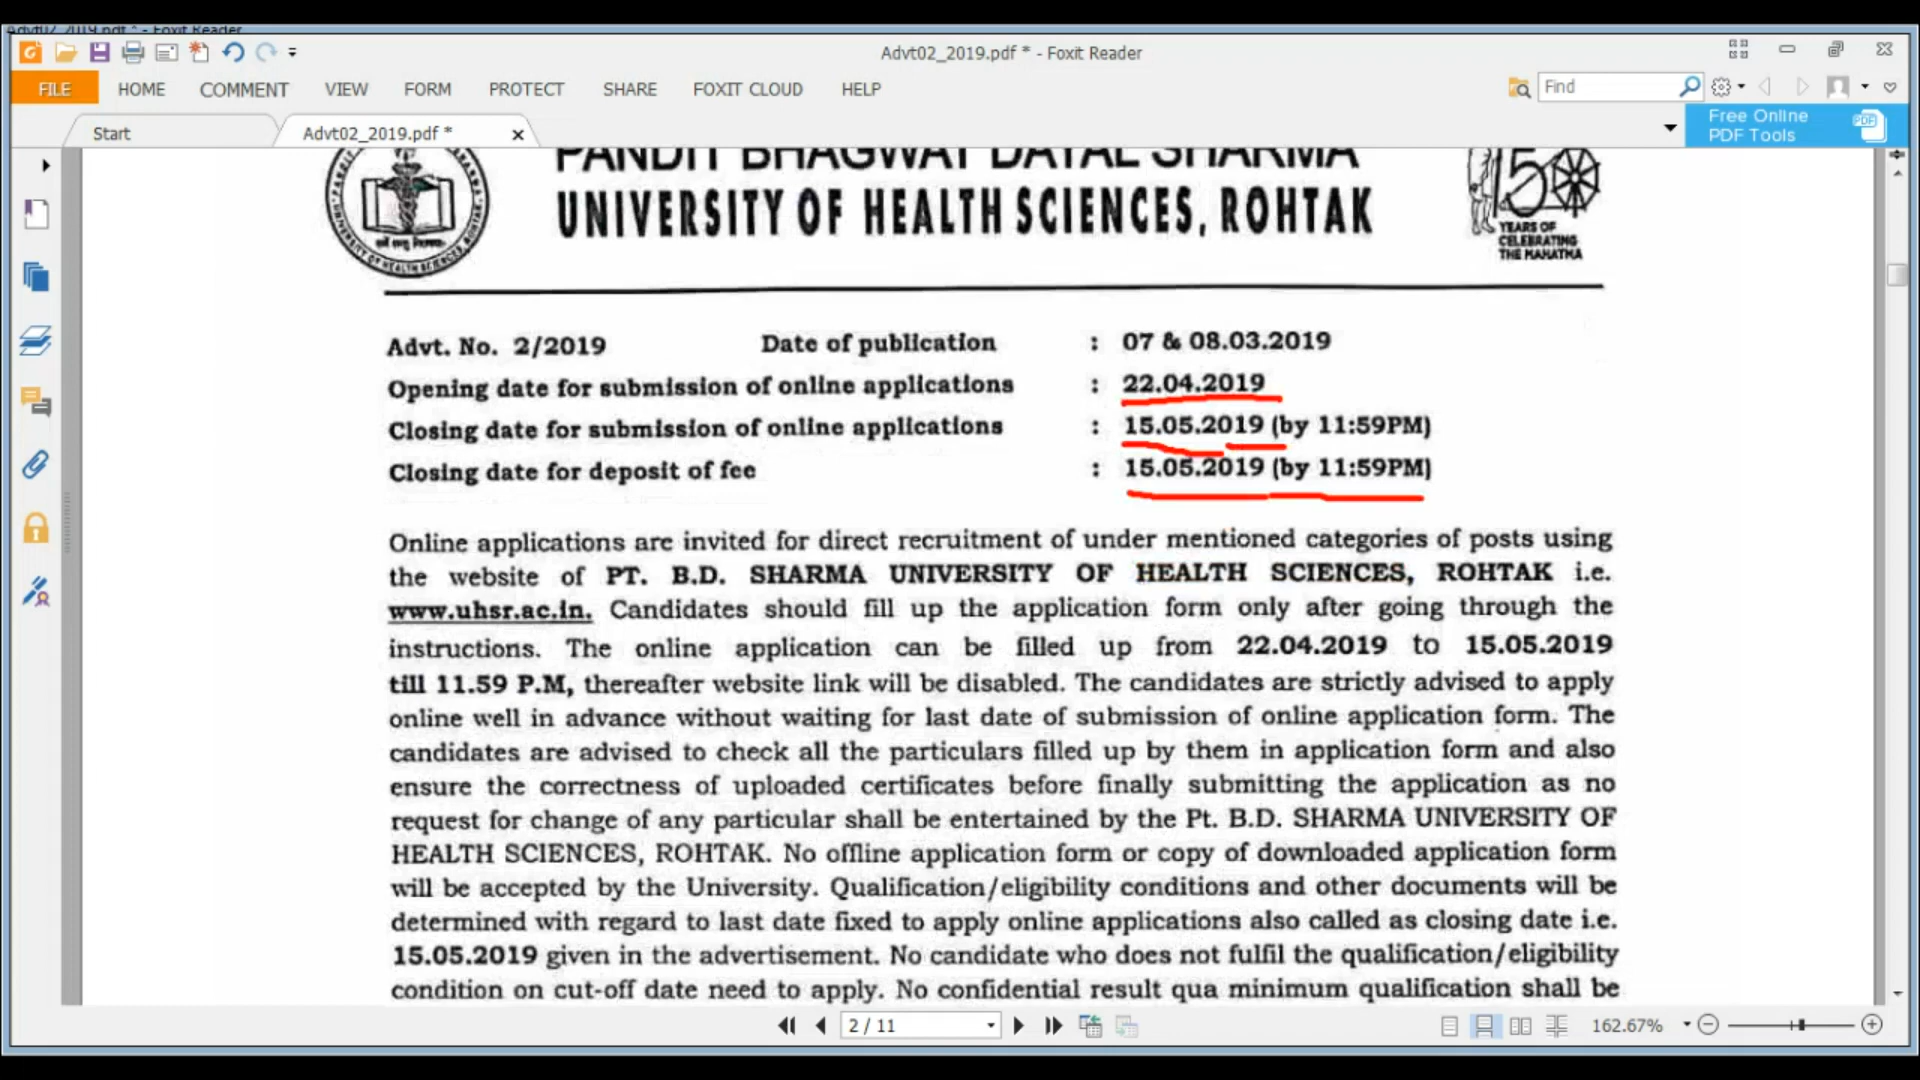 Advt02_2019.pdf * - Foxit Reader
FILE HOME COMMENT VIEW FORM PROTECT SHARE FOXIT CLOUD HELP
Find
Start
Advt02_2019.pdf *
Free Online
PDF Tools
PANDIT BHAGWAT DAYAL SHARMA
UNIVERSITY OF HEALTH SCIENCES, ROHTAK
YEARS OF
CELEBRATING
THE MAHATMA
Advt. No. 2/2019 Date of publication : 07 & 08.03.2019
Opening date for submission of online applications : 22.04.2019
Closing date for submission of online applications : 15.05.2019 (by 11:59PM)
Closing date for deposit of fee : 15.05.2019 (by 11:59PM)
Online applications are invited for direct recruitment of under mentioned categories of posts using
the website of PT. B.D. SHARMA UNIVERSITY OF HEALTH SCIENCES, ROHTAK i.e.
www.uhsr.ac.in. Candidates should fill up the application form only after going through the
instructions. The online application can be filled up from 22.04.2019 to 15.05.2019
till 11.59 P.M, thereafter website link will be disabled. The candidates are strictly advised to apply
online well in advance without waiting for last date of submission of online application form. The
candidates are advised to check all the particulars filled up by them in application form and also
ensure the correctness of uploaded certificates before finally submitting the application as no
request for change of any particular shall be entertained by the Pt. B.D. SHARMA UNIVERSITY OF
HEALTH SCIENCES, ROHTAK. No offline application form or copy of downloaded application form
will be accepted by the University. Qualification/eligibility conditions and other documents will be
determined with regard to last date fixed to apply online applications also called as closing date i.e.
15.05.2019 given in the advertisement. No candidate who does not fulfil the qualification/eligibility
condition on cut-off date need to apply. No confidential result qua minimum qualification shall be
2 / 11
162.67%